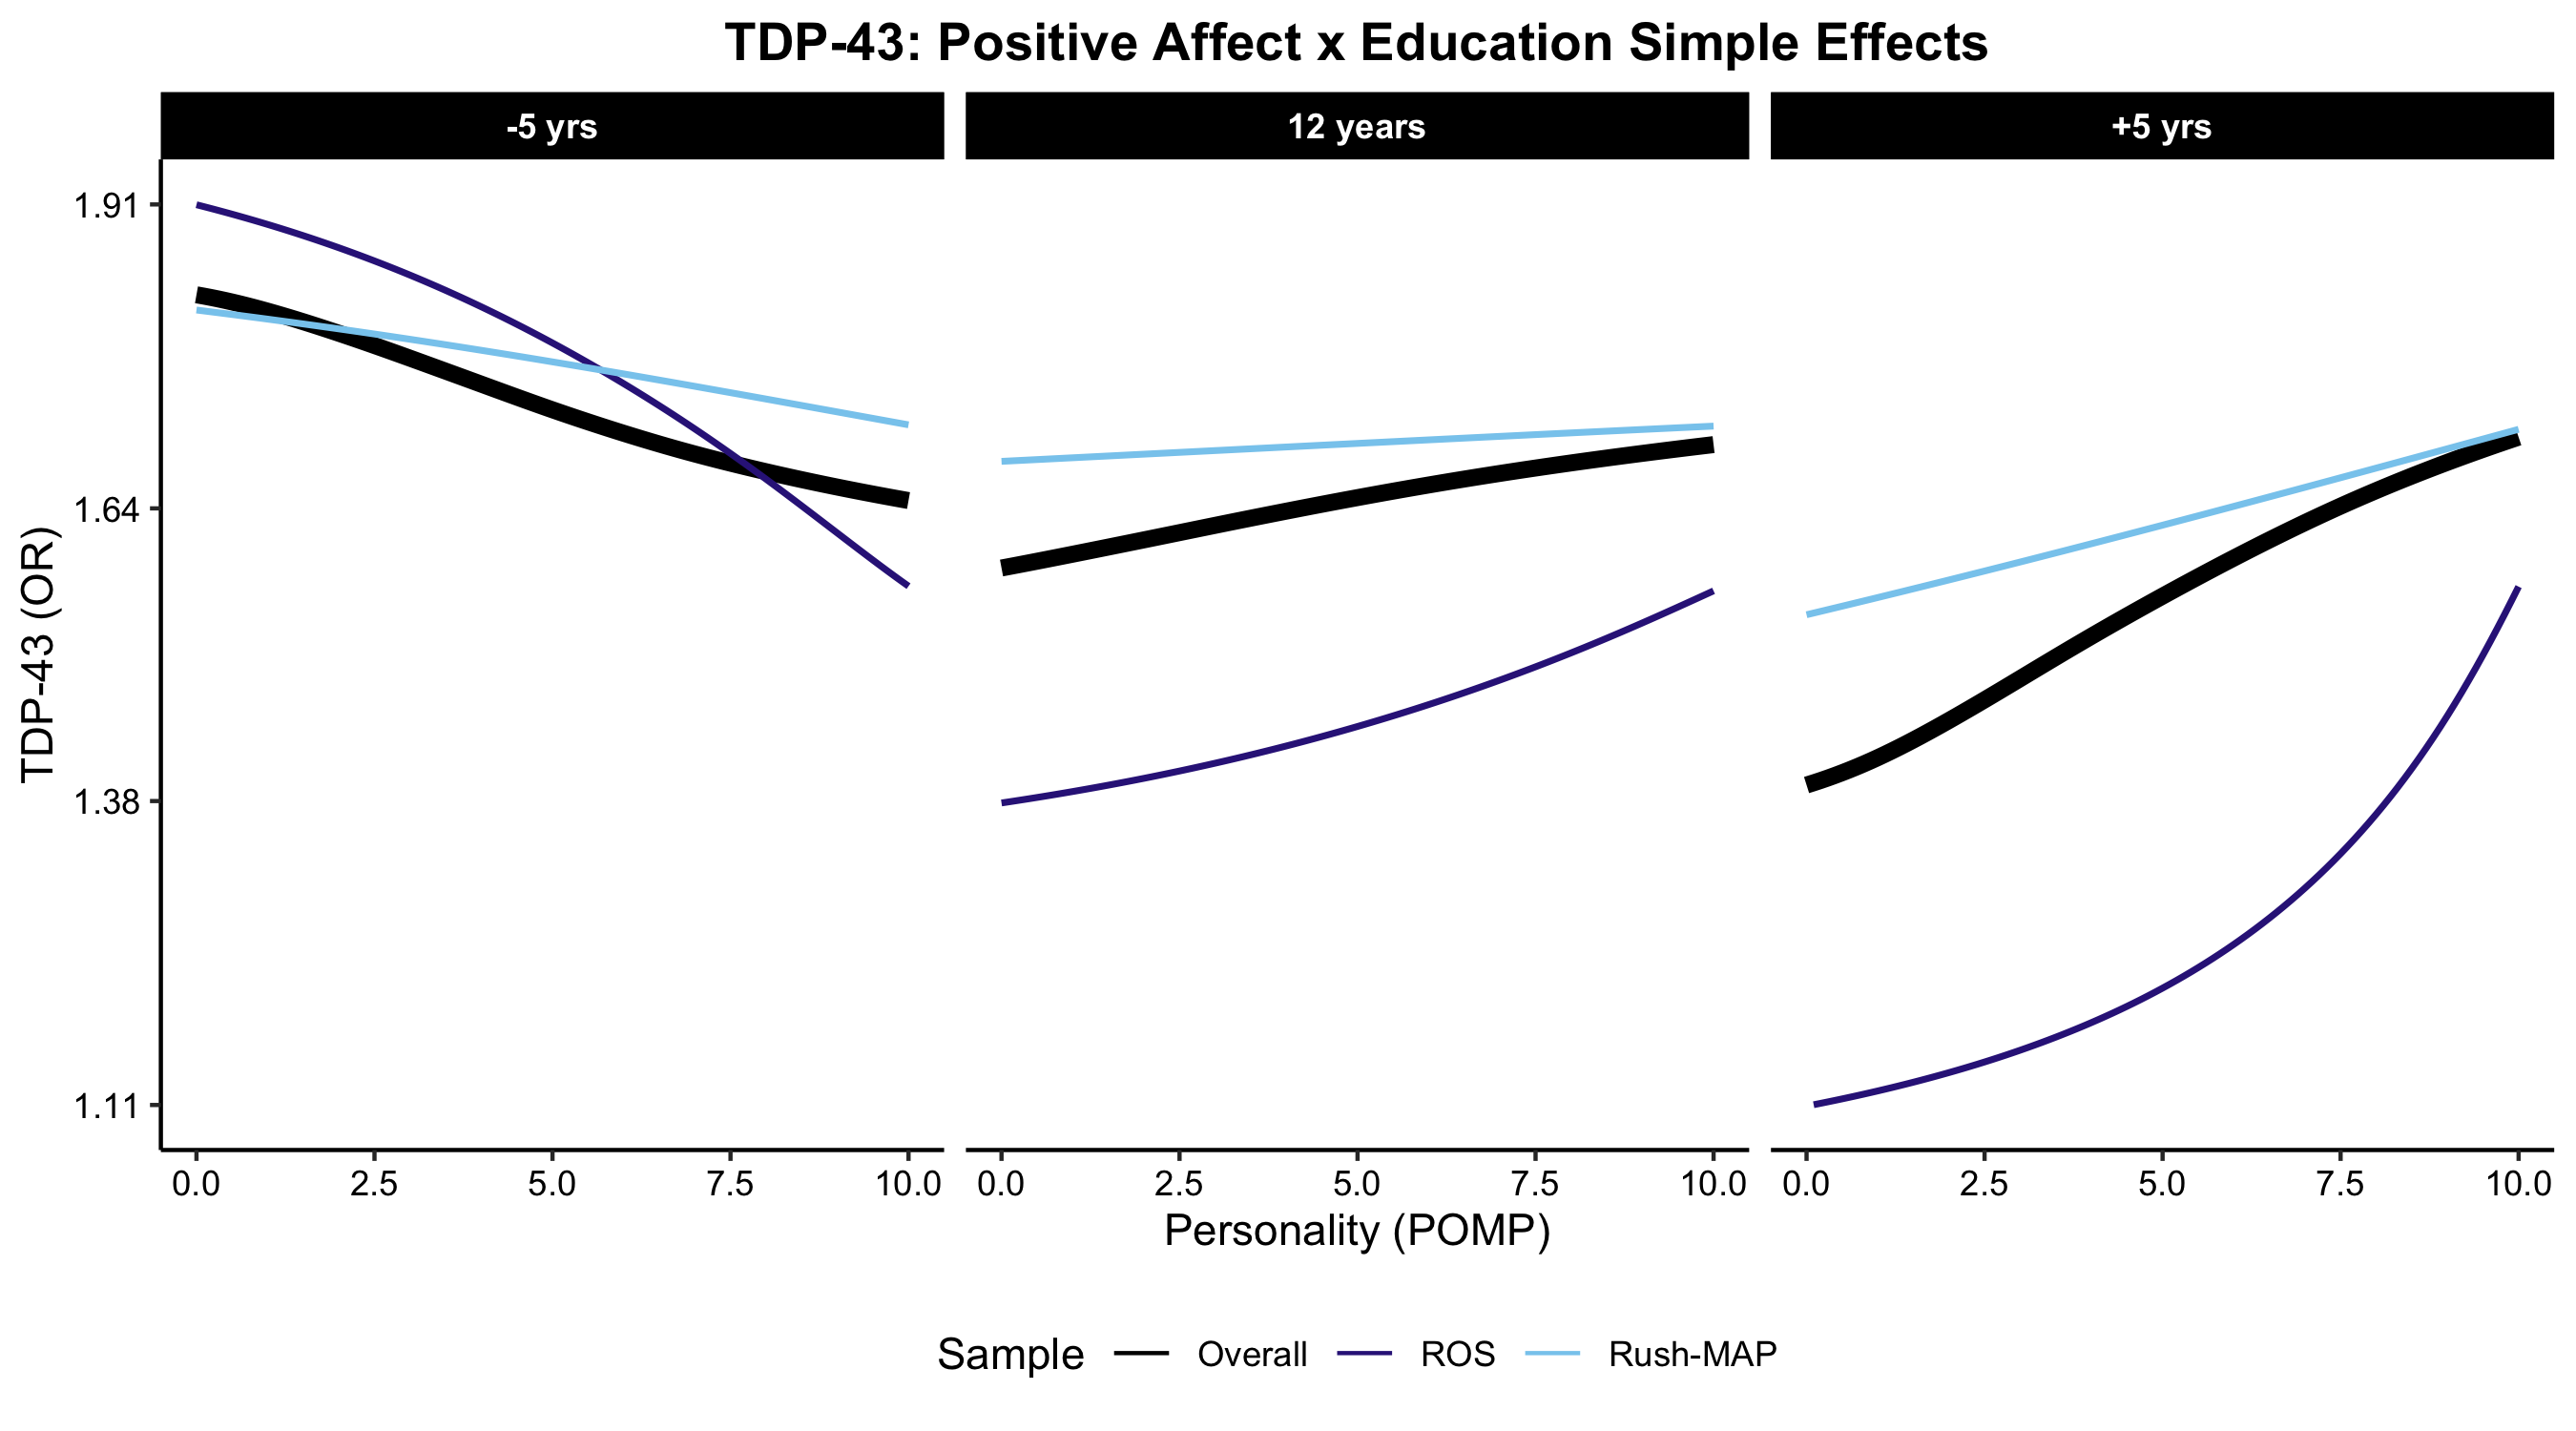 TDP-43: Positive Affect x Education Simple Effects
-5 yrs 12 years +5 yrs
1.91
1.64
1.38
1.11
TDP-43 (OR)
0.0 2.5 5.0 7.5 10.0 0.0 2.5 5.0 7.5 10.0 0.0 2.5 5.0 7.5 10.0
Personality (POMP)
Sample Overall ROS Rush-MAP